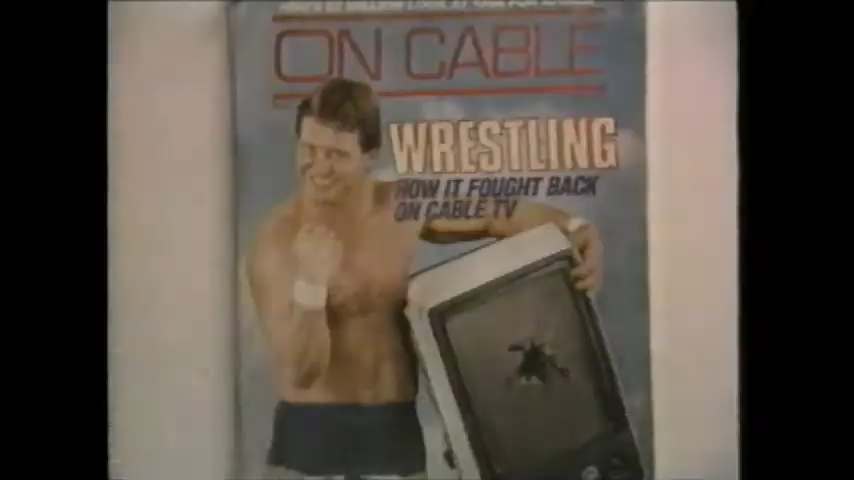 ON CABLE
WRESTLING
HOW IT FOUGHT BACK
ON CABLE TV